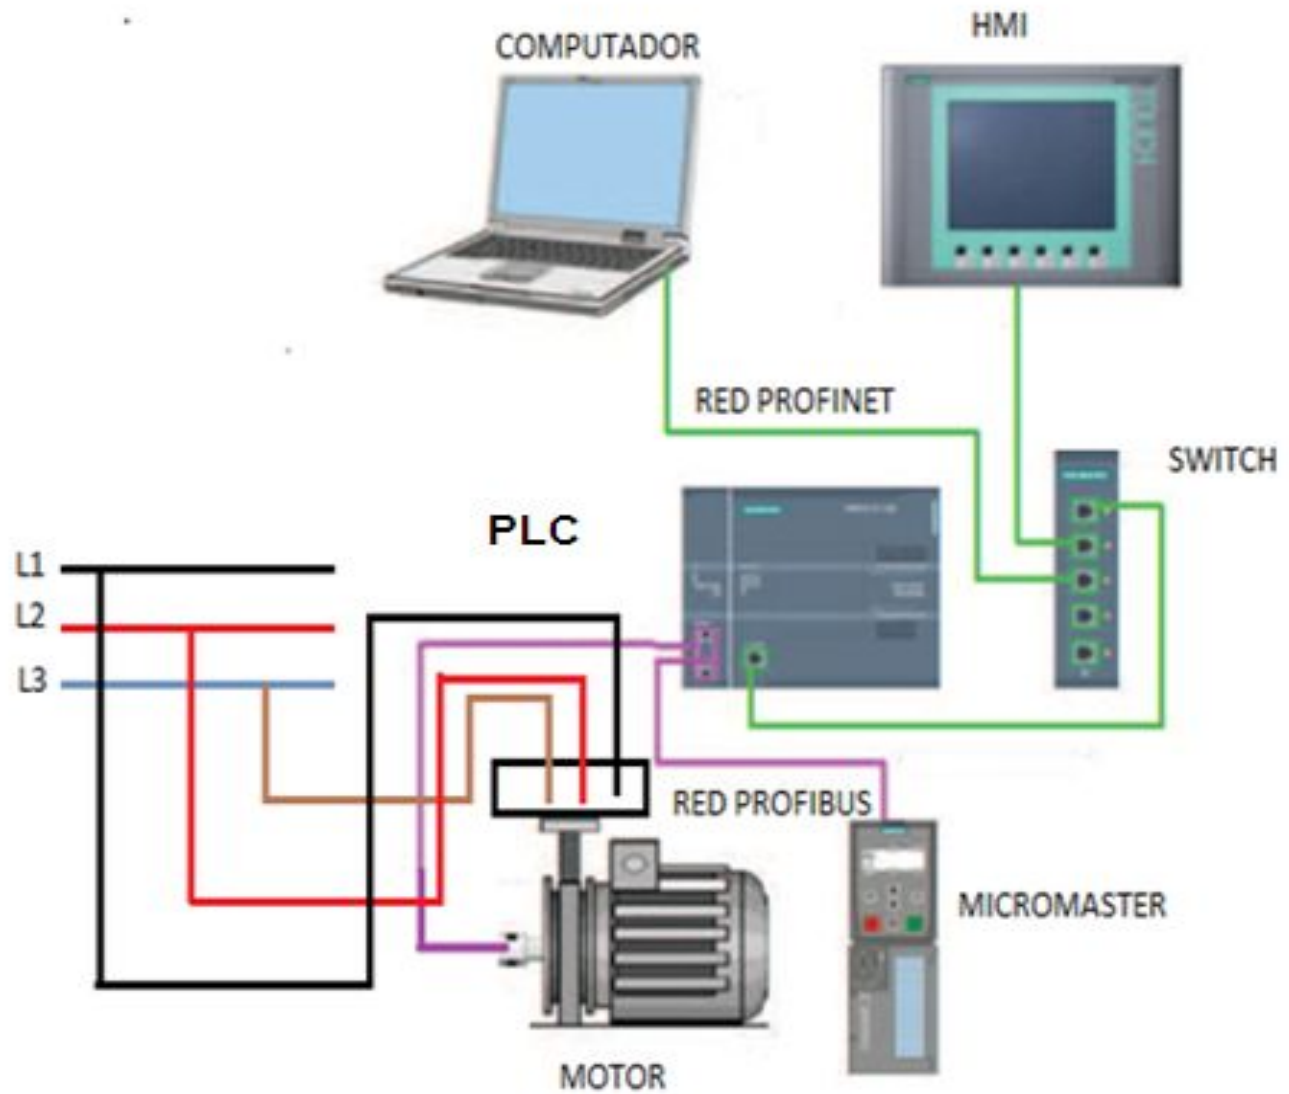 COMPUTADOR
HMI
RED PROFINET
SWITCH
PLC
L1
L2
L3
RED PROFIBUS
MICROMASTER
MOTOR